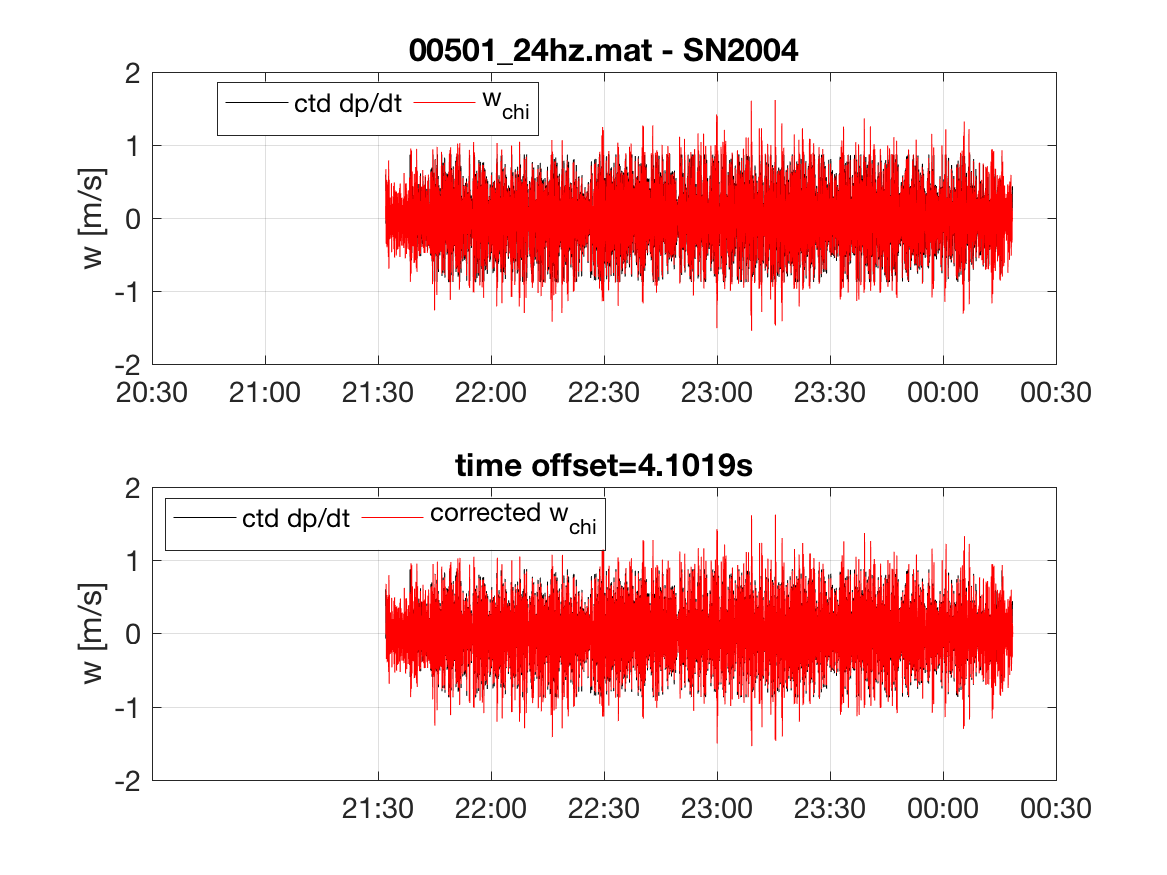 00501_24hz.mat - SN2004
2
ctd dp/dt w_chi
1
w [m/s]
0
-1
-2
20:30 21:00 21:30 22:00 22:30 23:00 23:30 00:00 00:30
time offset=4.1019s
2
ctd dp/dt corrected w_chi
1
w [m/s]
0
-1
-2
21:30 22:00 22:30 23:00 23:30 00:00 00:30